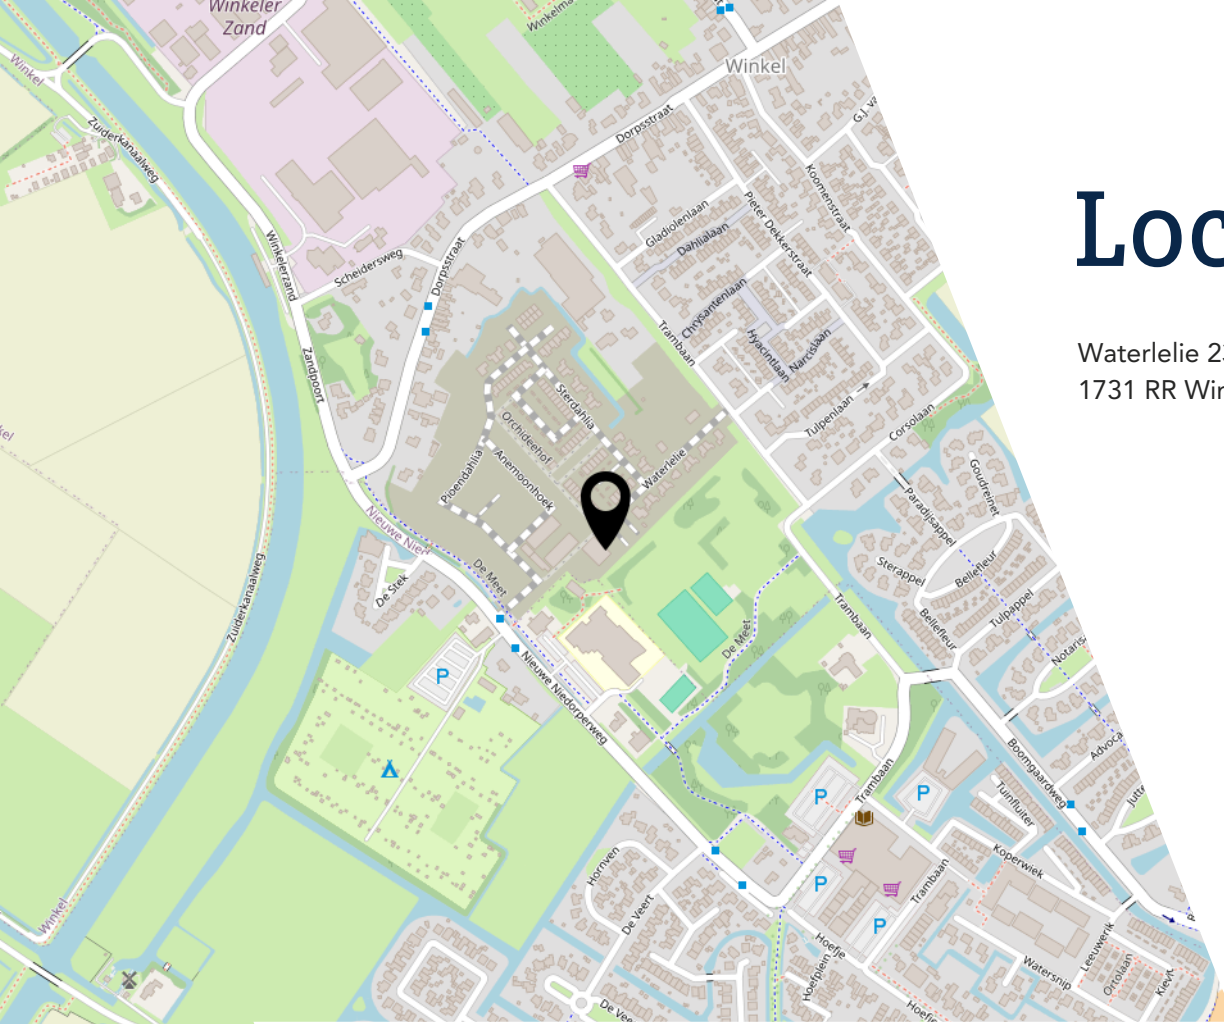 Winkeler
Zand
Winkel
Winkel
Zuiderkanaalweg
Dorpsstraat
Koomenstraat
Gladiolenlaan
Dahlialaan
Pieter Dekkerstraat
Winkelerzand
Scheidersweg
Dorpsstraat
Chrysantenlaan
Hyacintlaan
Narcislaan
Trambaan
Zandpoort
Loc
Waterlelie
1731 RR
Sterdahlia
Orchideehof
Tulpenlaan
Corsolaan
Pioendahlia
Anemoonhoek
Waterlelie
Goudreinet
Paradijsappel
De Meet
De Stek
Sterappel
Bellefleur
Bellefleur
Tulpappel
Zuiderkanaalweg
Trambaan
De Meet
P
Nieuwe Niedorperweg
Boomgaardweg
Trambaan
P
P
Tuinfluiter
Koperwiek
Hornven
De Veert
P
P
Trambaan
Winkel
Hoefje
Hoefplein
Watersnip
Leeuwerik
Ortolaan
Kievit